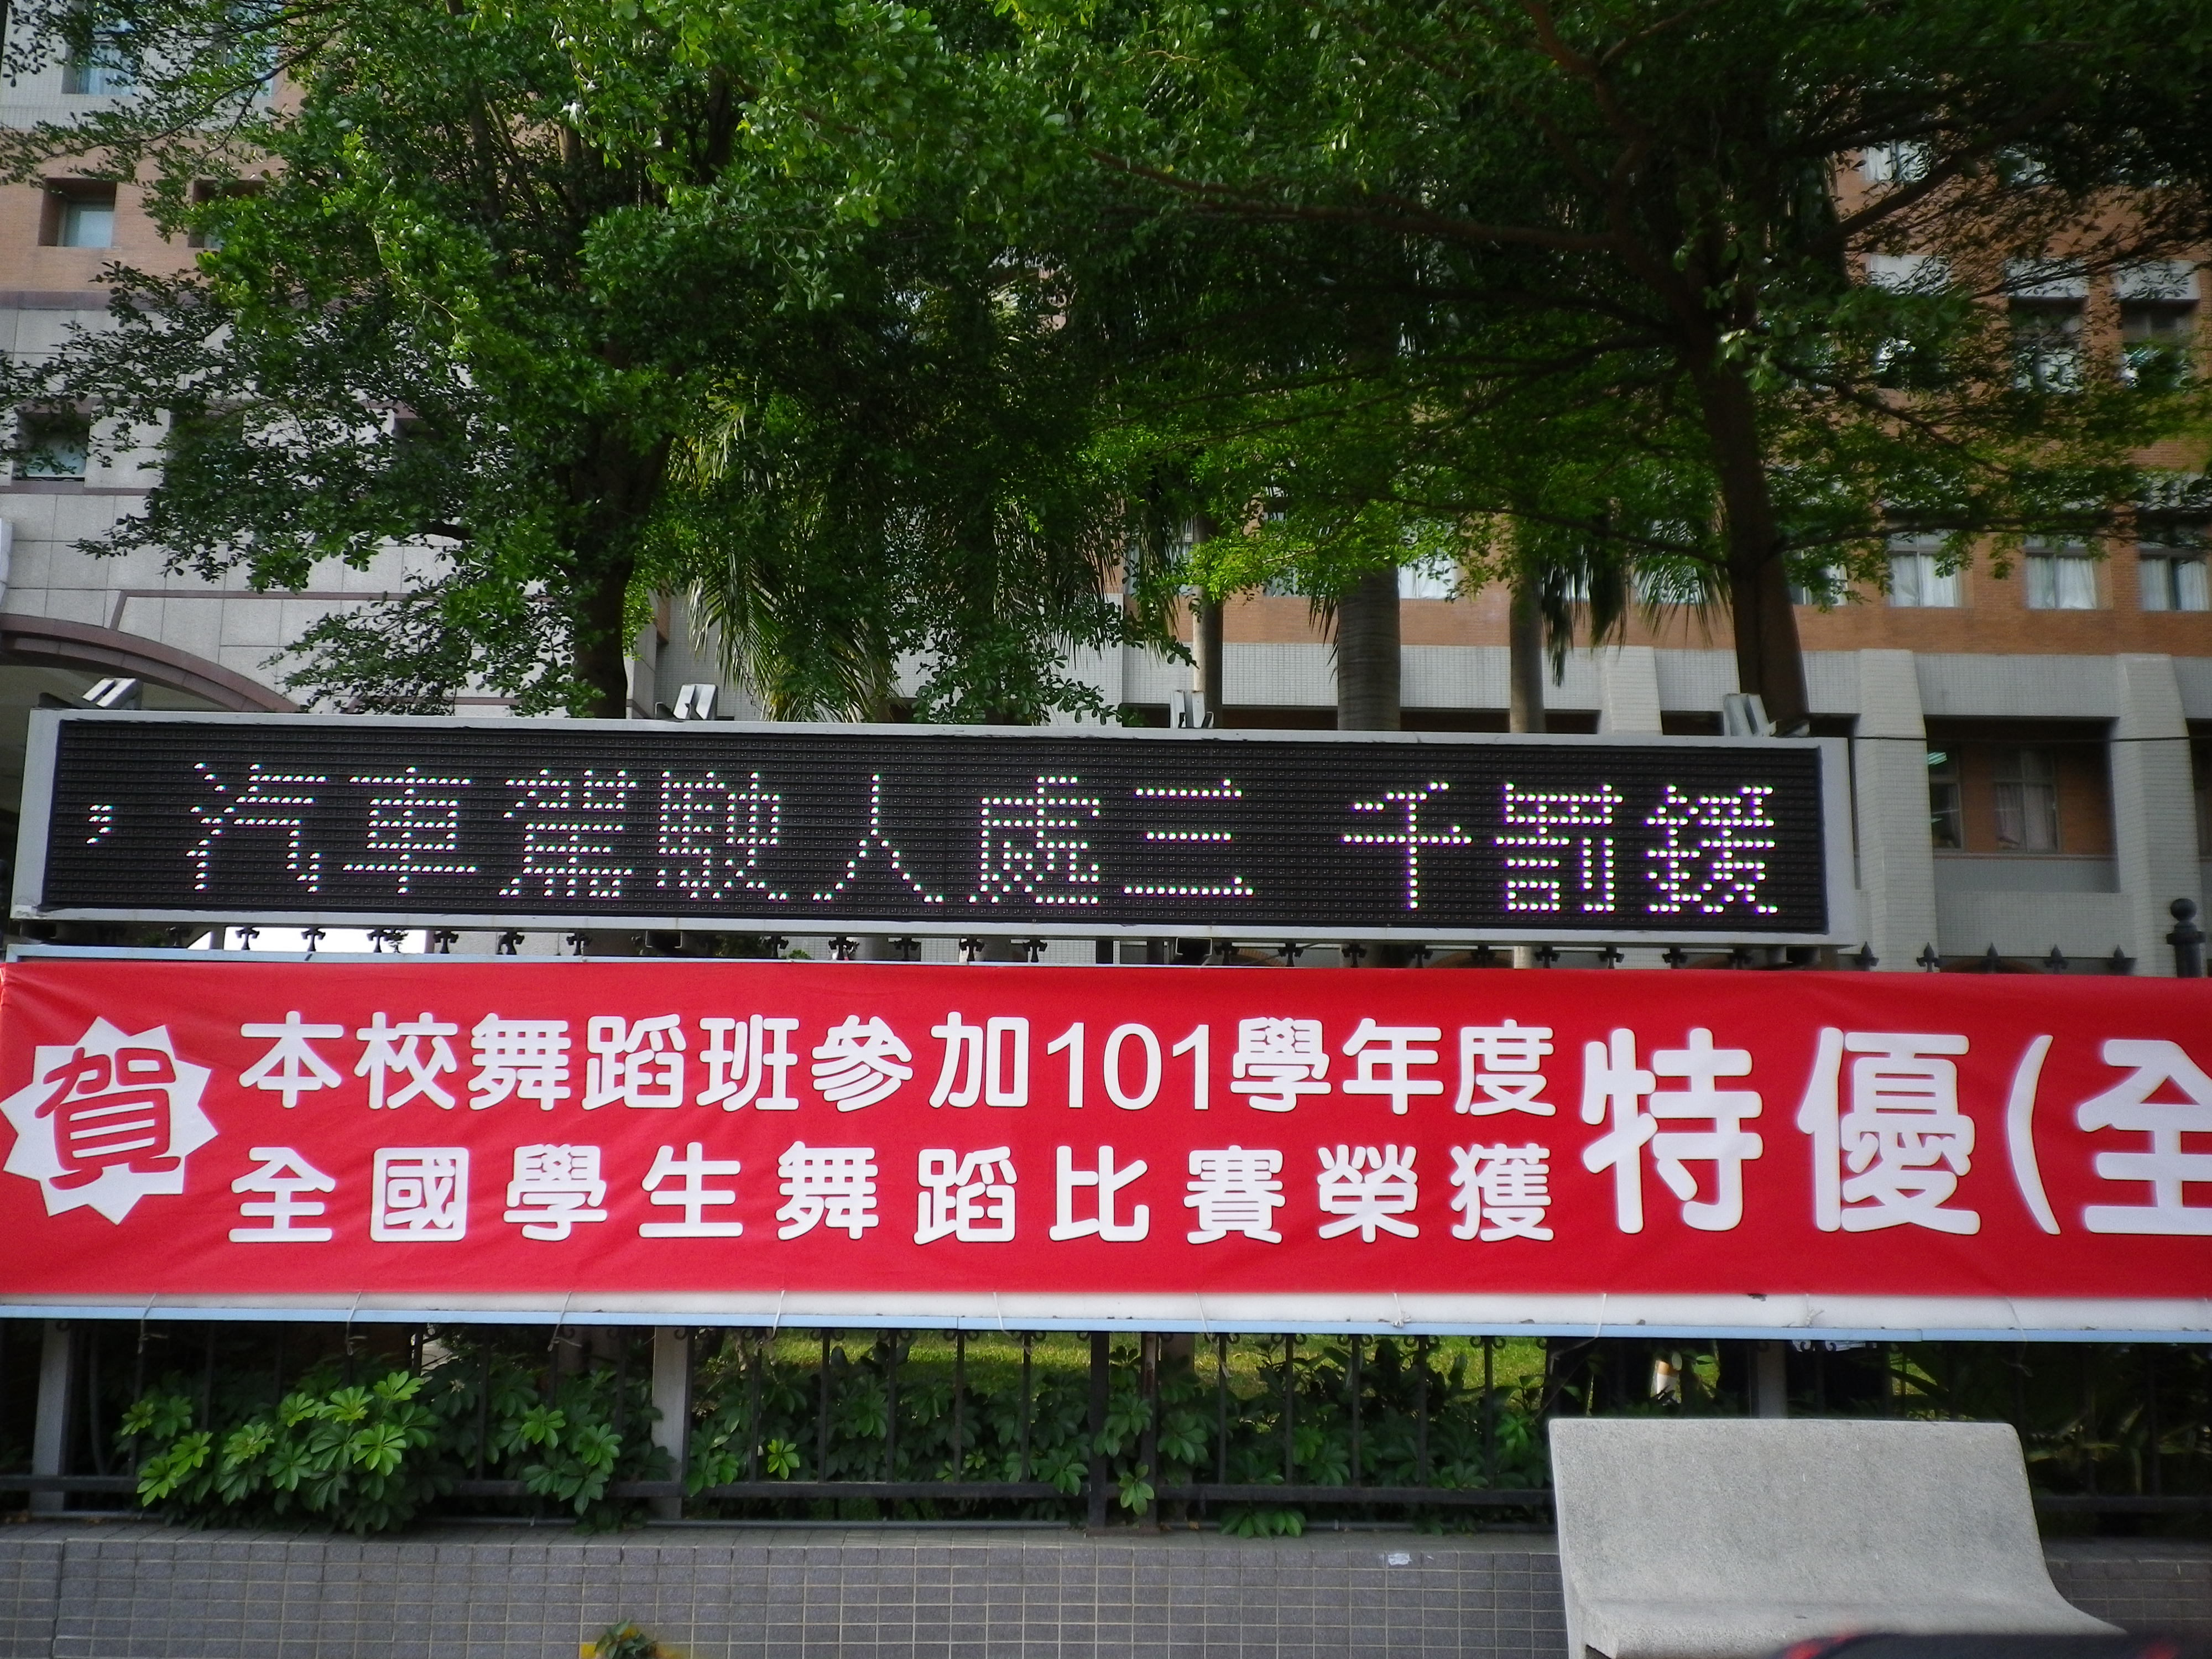 ，汽車駕駛人處三 千罰鍰
賀
本校舞蹈班參加101學年度
全國學生舞蹈比賽榮獲
特優(全